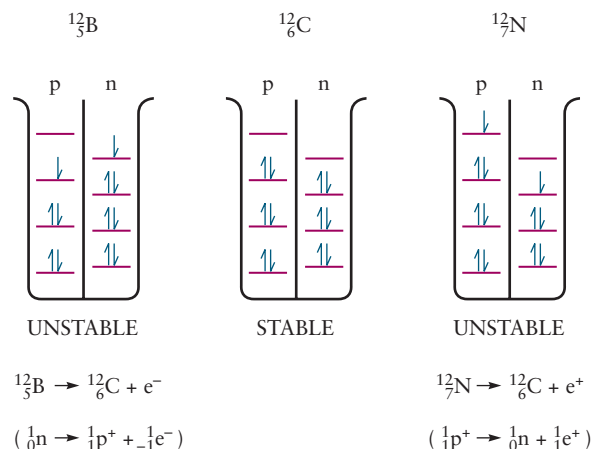 ¹²₅B ¹²₆C ¹²₇N
p n p n p n
UNSTABLE STABLE UNSTABLE
¹²₅B → ¹²₆C + e⁻ ¹²₇N → ¹²₆C + e⁺
( ¹₀n → ¹₁p⁺ + ₋¹₁e⁻ ) ( ¹₁p⁺ → ¹₀n + ¹₁e⁺ )